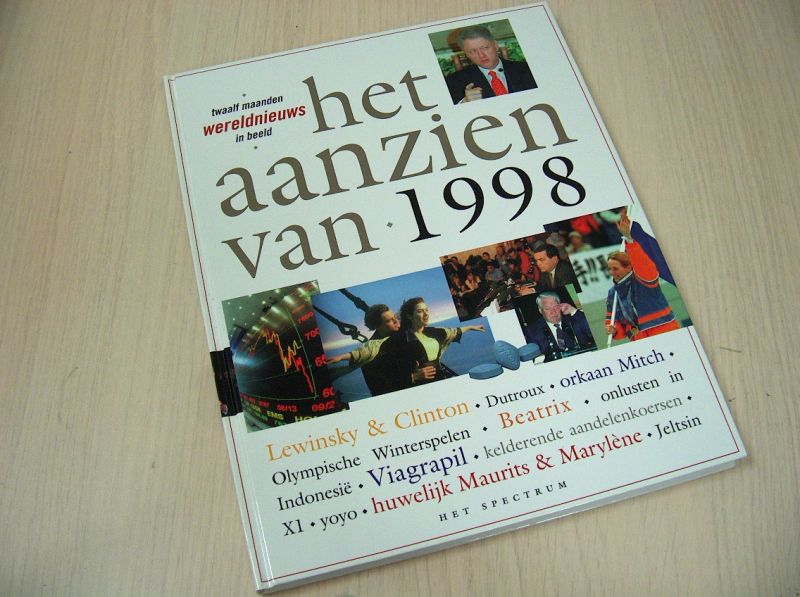 twaalf maanden
wereldnieuws
in beeld
het
aanzien
van · 1998
Lewinsky & Clinton · Dutroux · orkaan Mitch ·
Olympische Winterspelen · Beatrix · onlusten in
Indonesië · Viagrapil · kelderende aandelenkoersen ·
X1 · yoyo · huwelijk Maurits & Marylène · Jeltsin
HET SPECTRUM